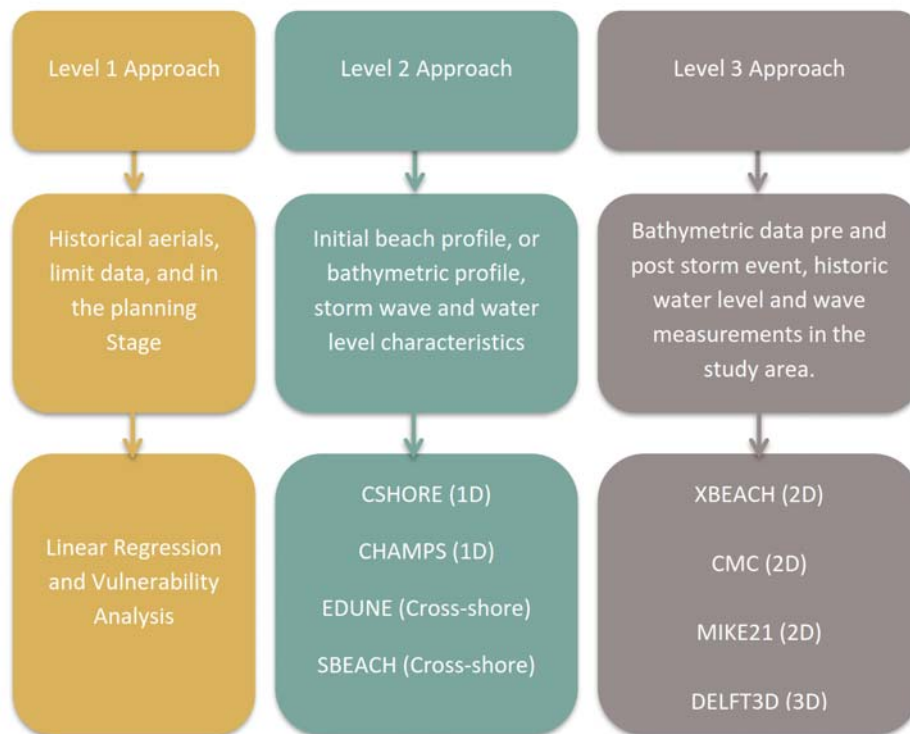 Level 1 Approach
Level 2 Approach
Level 3 Approach
Historical aerials,
limit data, and in
the planning
Stage
Initial beach profile, or
bathymetric profile,
storm wave and water
level characteristics
Bathymetric data pre and
post storm event, historic
water level and wave
measurements in the
study area.
Linear Regression
and Vulnerability
Analysis
CSHORE (1D)
CHAMPS (1D)
EDUNE (Cross-shore)
SBEACH (Cross-shore)
XBEACH (2D)
CMC (2D)
MIKE21 (2D)
DELFT3D (3D)